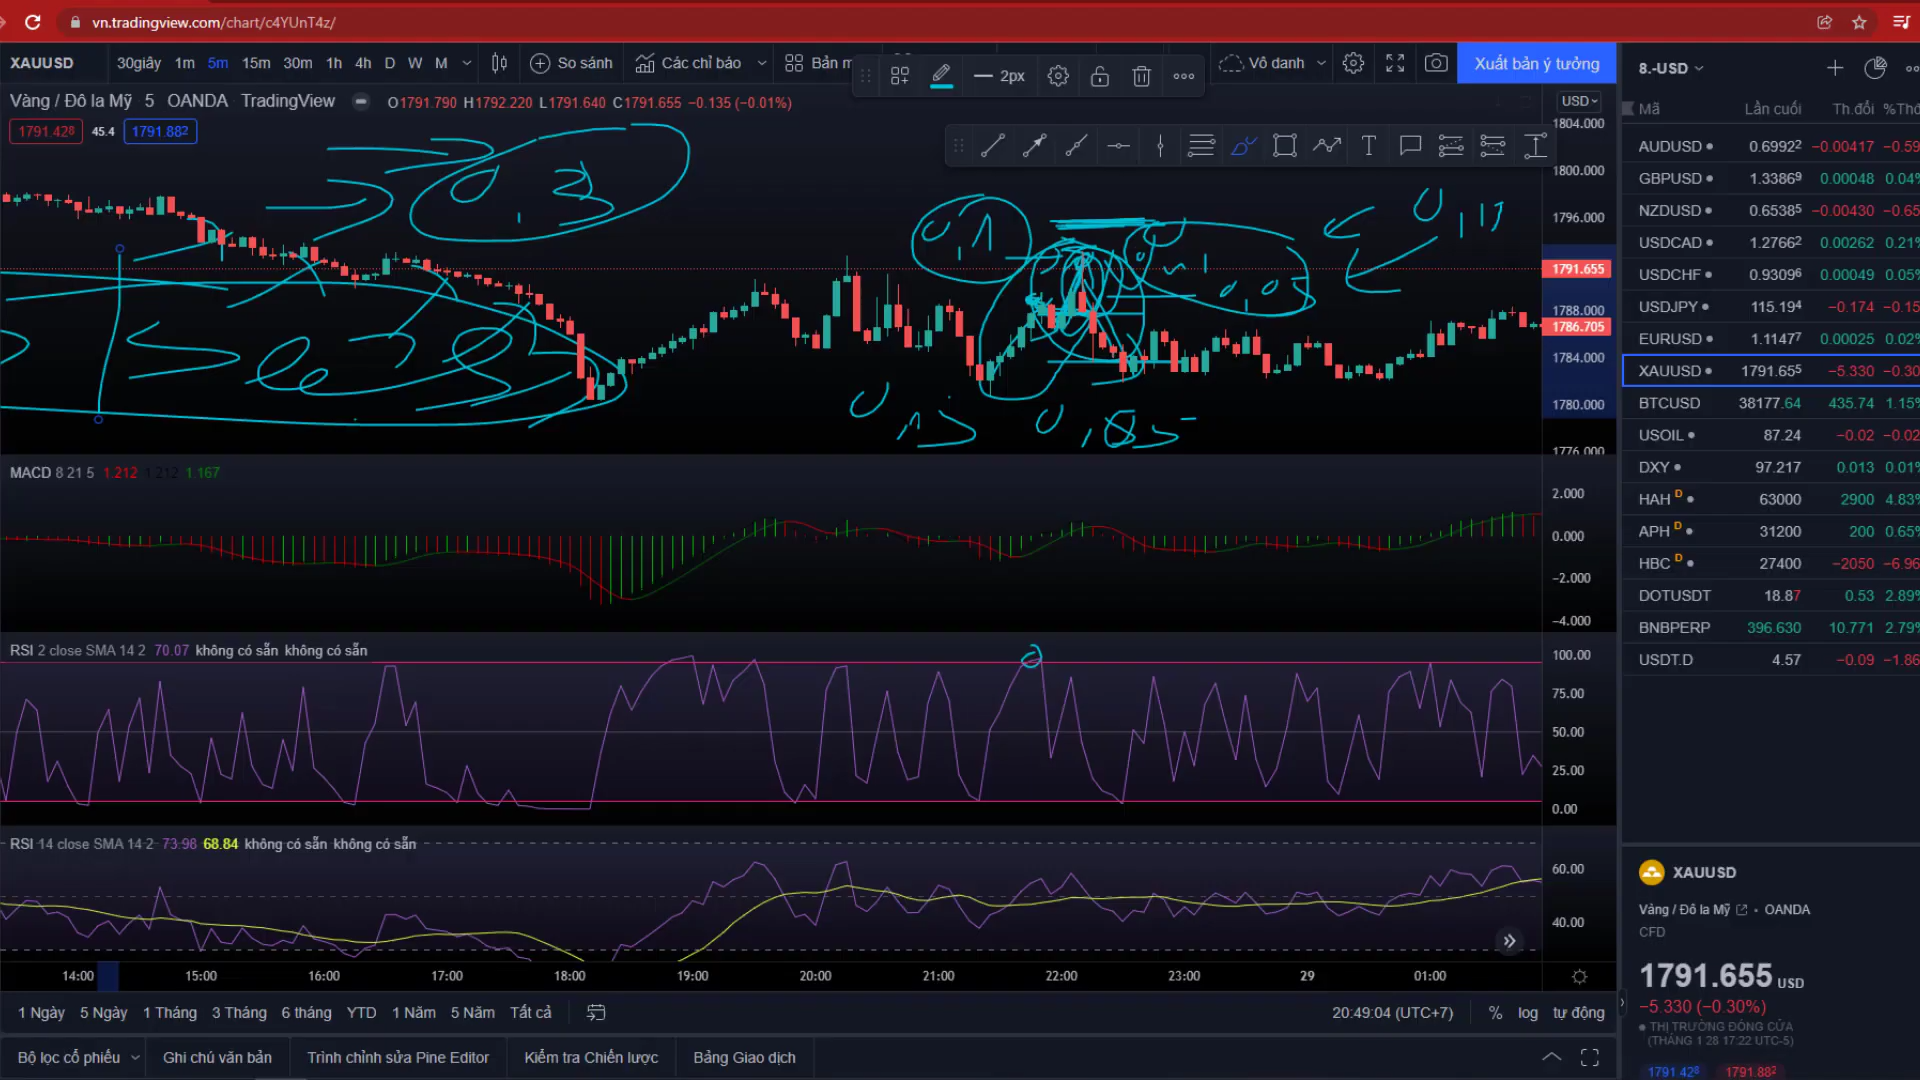 vn.tradingview.com/chart/c4YUnT4z/
XAUUSD 30giây 1m 5m 15m 30m 1h 4h D W M So sánh Các chỉ báo Bản m 2px Vô danh Xuất bản ý tưởng
Vàng / Đô la Mỹ 5 OANDA TradingView O1791.790 H1792.220 L1791.640 C1791.655 −0.135 (−0.01%)
1791.428 45.4 1791.882
USD
1804.000
1800.000
1796.000
1791.655
1788.000
1786.705
1784.000
1780.000
1776.000
0,3
0,1
0,11
0,05
0,15
0,85
MACD 8 21 5 1.212 1.212 1.167
2.000
0.000
−2.000
−4.000
RSI 2 close SMA 14 2 70.07 không có sẵn không có sẵn
100.00
75.00
50.00
25.00
0.00
RSI 14 close SMA 14 2 73.98 68.84 không có sẵn không có sẵn
60.00
40.00
14:00 15:00 16:00 17:00 18:00 19:00 20:00 21:00 22:00 23:00 29 01:00
1 Ngày 5 Ngày 1 Tháng 3 Tháng 6 tháng YTD 1 Năm 5 Năm Tất cả 20:49:04 (UTC+7) % log tự động
Bộ lọc cổ phiếu Ghi chú văn bản Trình chỉnh sửa Pine Editor Kiểm tra Chiến lược Bảng Giao dịch
8.-USD
Mã Lần cuối Th đổi %Thớ
AUDUSD 0.69922 −0.00417 −0.59
GBPUSD 1.33869 0.00048 0.04%
NZDUSD 0.65385 −0.00430 −0.65
USDCAD 1.27662 0.00262 0.21%
USDCHF 0.93096 0.00049 0.05%
USDJPY 115.194 −0.174 −0.15
EURUSD 1.11477 0.00025 0.02%
XAUUSD 1791.655 −5.330 −0.30
BTCUSD 38177.64 435.74 1.15%
USOIL 87.24 −0.02 −0.02
DXY 97.217 0.013 0.01%
HAH D 63000 2900 4.83%
APH D 31200 200 0.65%
HBC D 27400 −2050 −6.96
DOTUSDT 18.87 0.53 2.89%
BNBPERP 396.630 10.771 2.79%
USDT.D 4.57 −0.09 −1.86
XAUUSD
Vàng / Đô la Mỹ • OANDA
CFD
1791.655 USD
−5.330 (−0.30%)
THỊ TRƯỜNG ĐÓNG CỬA
(THÁNG 1 28 17:22 UTC-5)
1791.428 1791.882